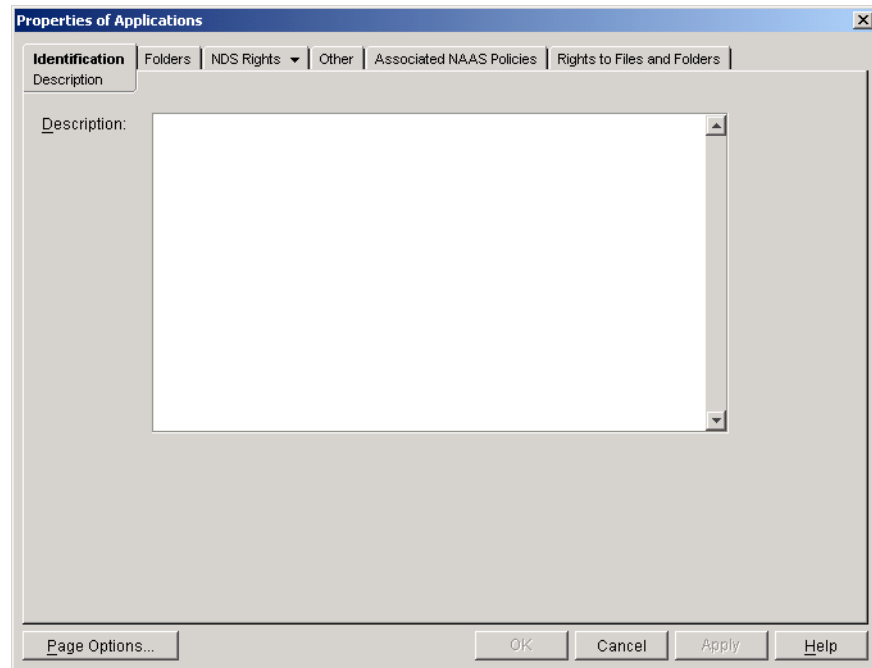 Properties of Applications
Identification Folders NDS Rights Other Associated NAAS Policies Rights to Files and Folders
Description
Description:
Page Options... OK Cancel Apply Help